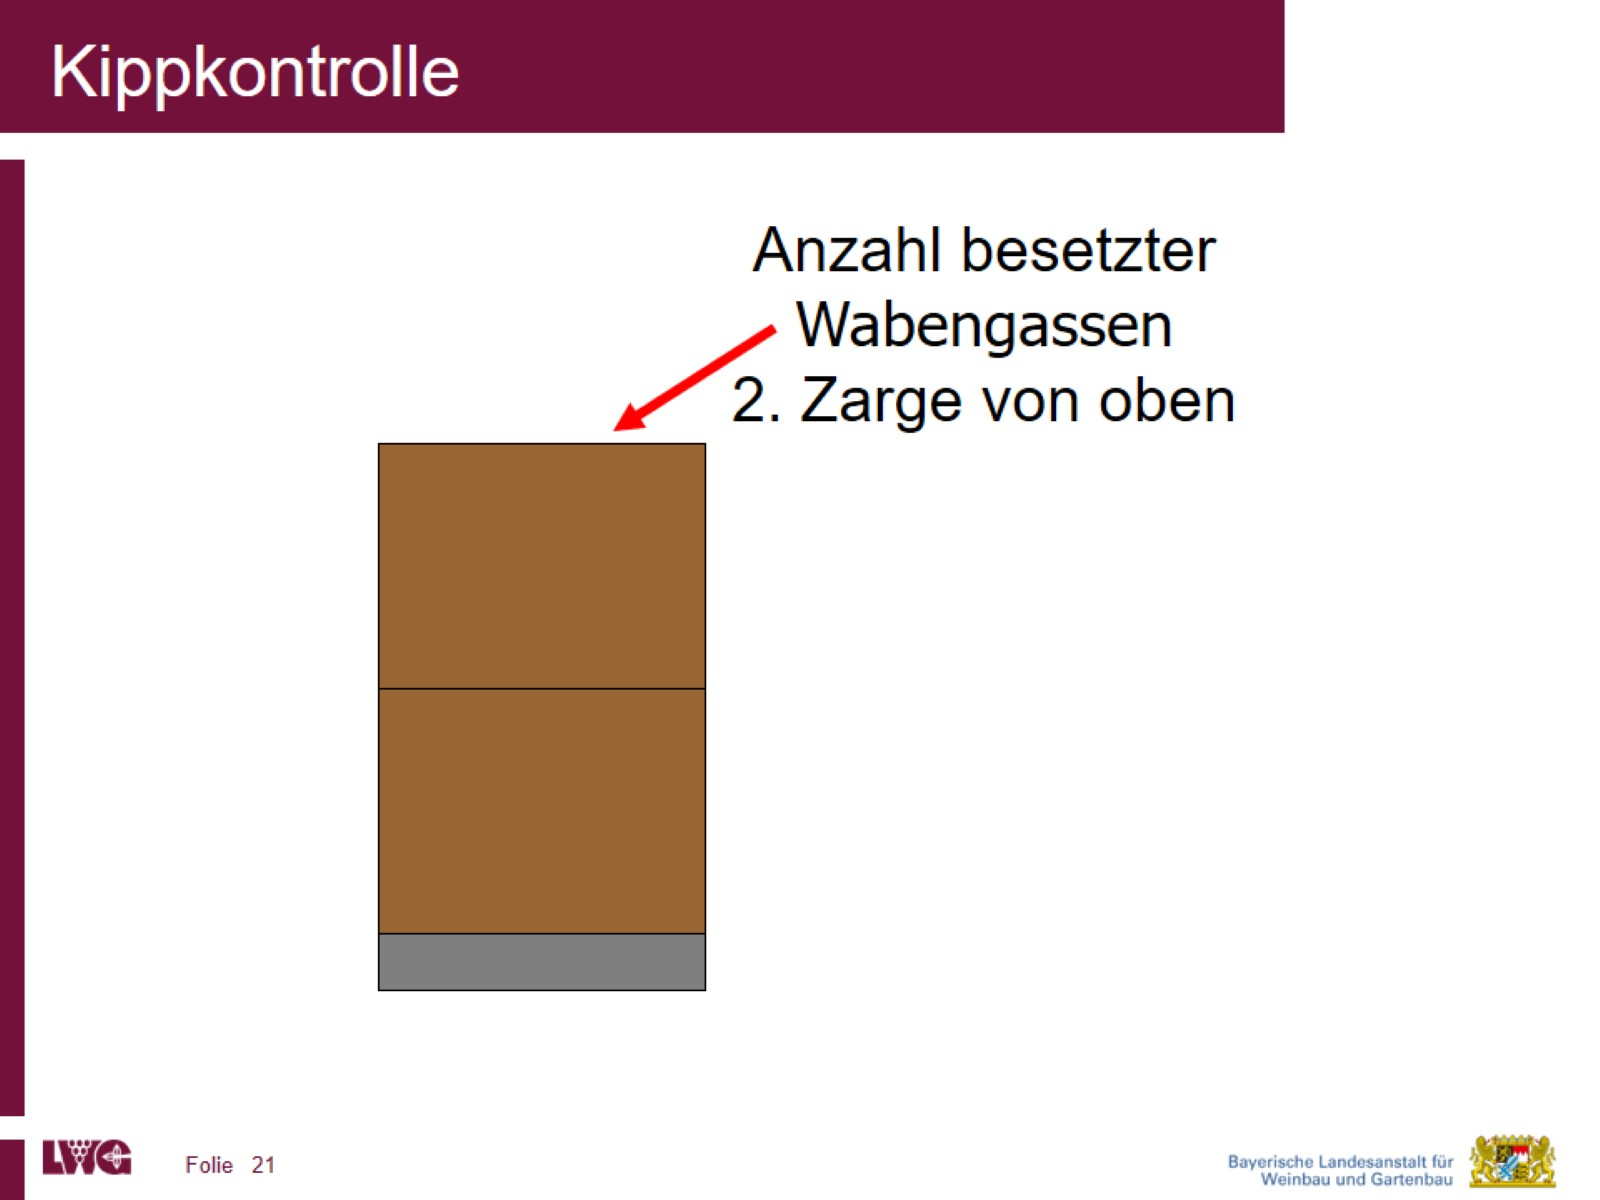 Kippkontrolle
Anzahl besetzter
Wabengassen
2. Zarge von oben
LWG
Folie 21
Bayerische Landesanstalt für
Weinbau und Gartenbau